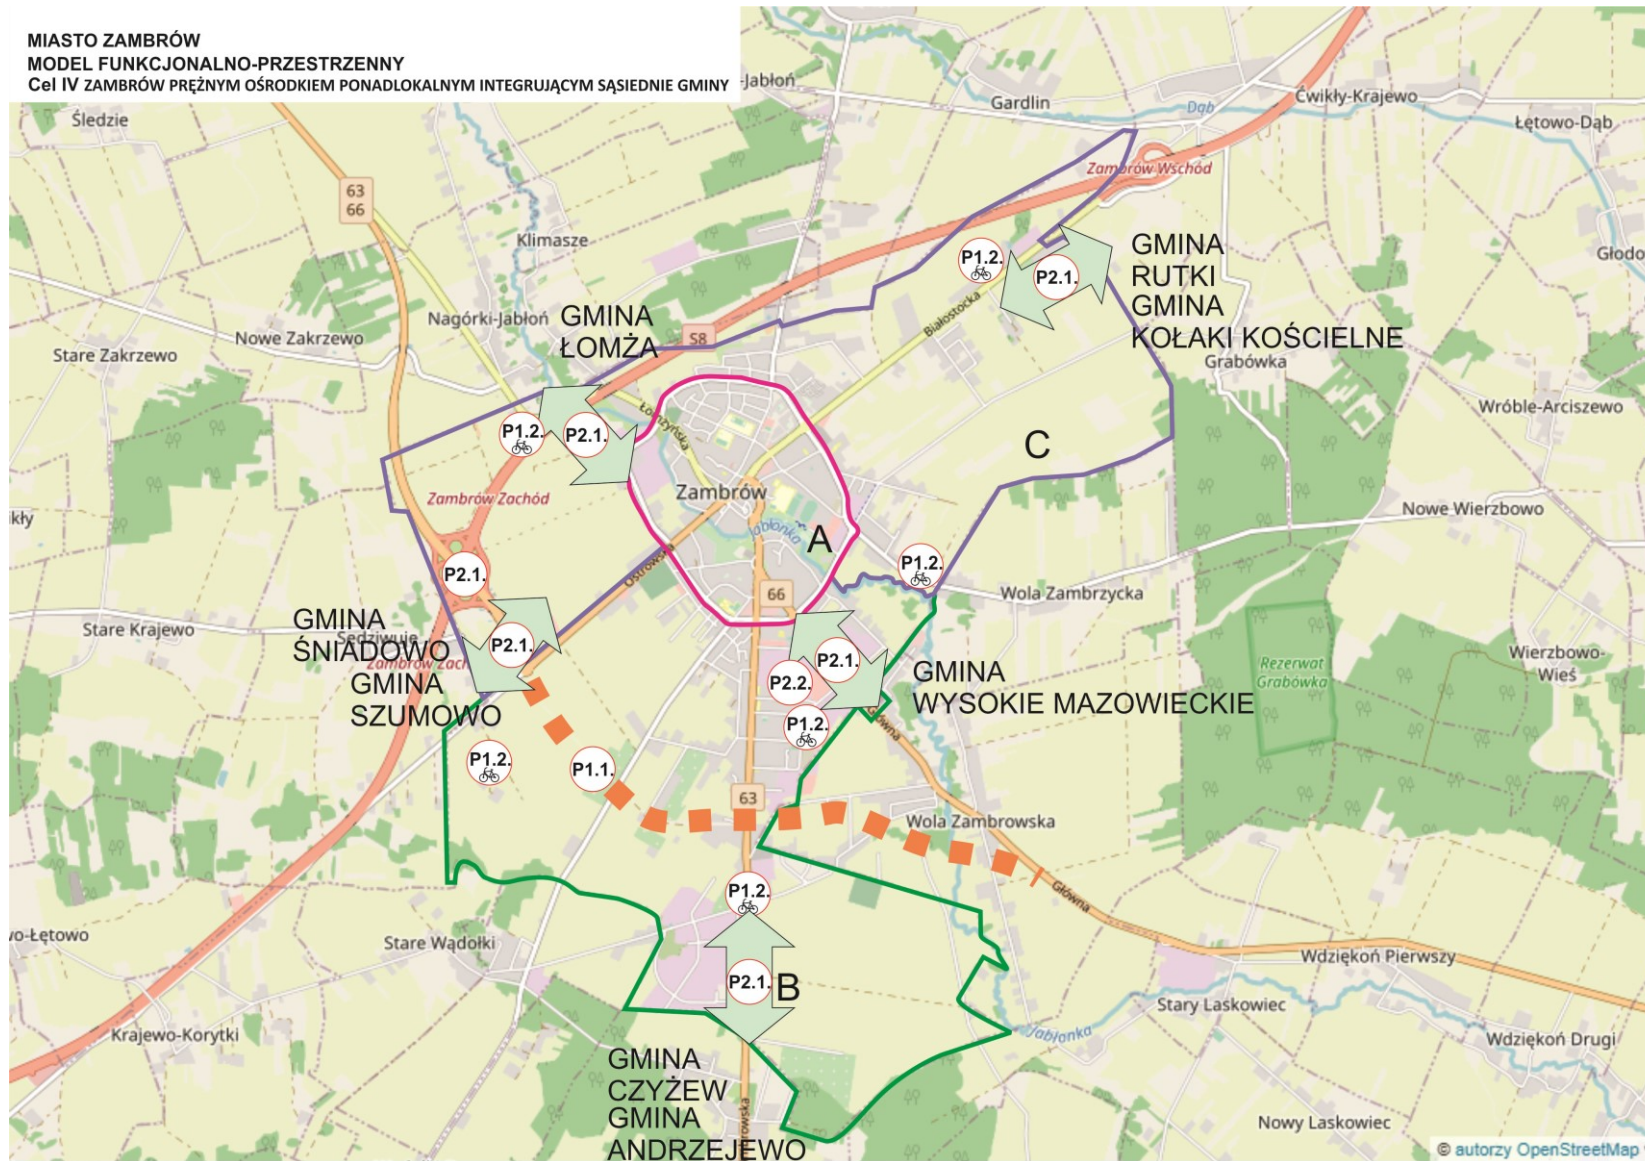 MIASTO ZAMBRÓW
MODEL FUNKCJONALNO-PRZESTRZENNY
Cel IV ZAMBRÓW PRĘŻNYM OŚRODKIEM PONADLOKALNYM INTEGRUJĄCYM SĄSIEDNIE GMINY
-Jabłoń
Gardlin
Dąb
Ćwikły-Krajewo
Łętowo-Dąb
Śledzie
Zambrów Wschód
63
66
Klimasze
GMINA
RUTKI
GMINA
KOŁAKI KOŚCIELNE
P1.2.
P2.1.
Głodo
Białostocka
Nagórki-Jabłoń
GMINA
ŁOMŻA
S8
Nowe Zakrzewo
Stare Zakrzewo
Grabówka
Wróble-Arciszewo
Łomżyńska
P1.2.
P2.1.
C
Zambrów Zachód
Zambrów
Nowe Wierzbowo
kły
Jabłonka
A
Ostrowska
P1.2.
P2.1.
66
Wola Zambrzycka
GMINA
ŚNIADOWO
GMINA
SZUMOWO
Stare Krajewo
Sędziwuje
Zambrów Zach
P2.1.
P2.1.
P2.2.
P1.2.
GMINA
WYSOKIE MAZOWIECKIE
Rezerwat
Grabówka
Wierzbowo-
Wieś
Główna
P1.2.
P1.1.
63
Wola Zambrowska
P1.2.
Główna
wo-Łętowo
Stare Wądołki
Wdziękoń Pierwszy
P2.1.
B
Stary Laskowiec
Krajewo-Korytki
Jabłonka
Wdziękoń Drugi
GMINA
CZYŻEW
GMINA
ANDRZEJEWO
Nowy Laskowiec
© autorzy OpenStreetMap